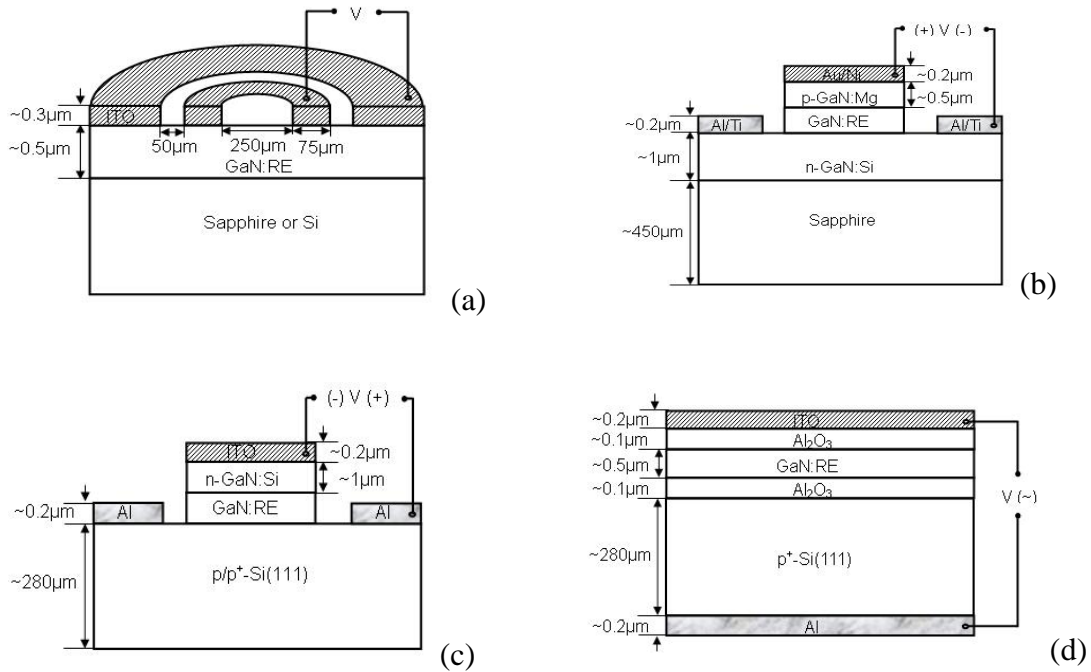 V
~0.3µm
ITO
~0.5µm
50µm
250µm
75µm
GaN:RE
Sapphire or Si
(a)
(+) V (-)
Au/Ni
~0.2µm
p-GaN:Mg
~0.5µm
~0.2µm
Al/Ti
GaN:RE
Al/Ti
~1µm
n-GaN:Si
~450µm
Sapphire
(b)
(-) V (+)
ITO
~0.2µm
n-GaN:Si
~1µm
~0.2µm
Al
GaN:RE
Al
~280µm
p/p⁺-Si(111)
(c)
~0.2µm
ITO
~0.1µm
Al₂O₃
~0.5µm
GaN:RE
~0.1µm
Al₂O₃
V (~)
~280µm
p⁺-Si(111)
~0.2µm
Al
(d)